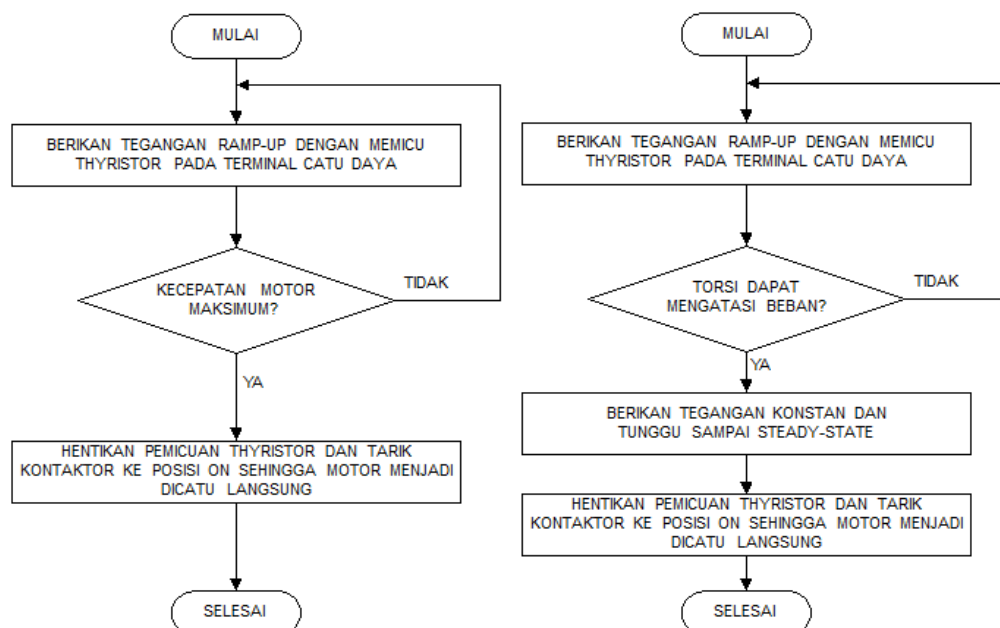 MULAI
BERIKAN TEGANGAN RAMP-UP DENGAN MEMICU
THYRISTOR PADA TERMINAL CATU DAYA
KECEPATAN MOTOR
MAKSIMUM?
TIDAK
YA
HENTIKAN PEMICUAN THYRISTOR DAN TARIK
KONTAKTOR KE POSISI ON SEHINGGA MOTOR MENJADI
DICATU LANGSUNG
SELESAI
MULAI
BERIKAN TEGANGAN RAMP-UP DENGAN MEMICU
THYRISTOR PADA TERMINAL CATU DAYA
TORSI DAPAT
MENGATASI BEBAN?
TIDAK
YA
BERIKAN TEGANGAN KONSTAN DAN
TUNGGU SAMPAI STEADY-STATE
HENTIKAN PEMICUAN THYRISTOR DAN TARIK
KONTAKTOR KE POSISI ON SEHINGGA MOTOR MENJADI
DICATU LANGSUNG
SELESAI